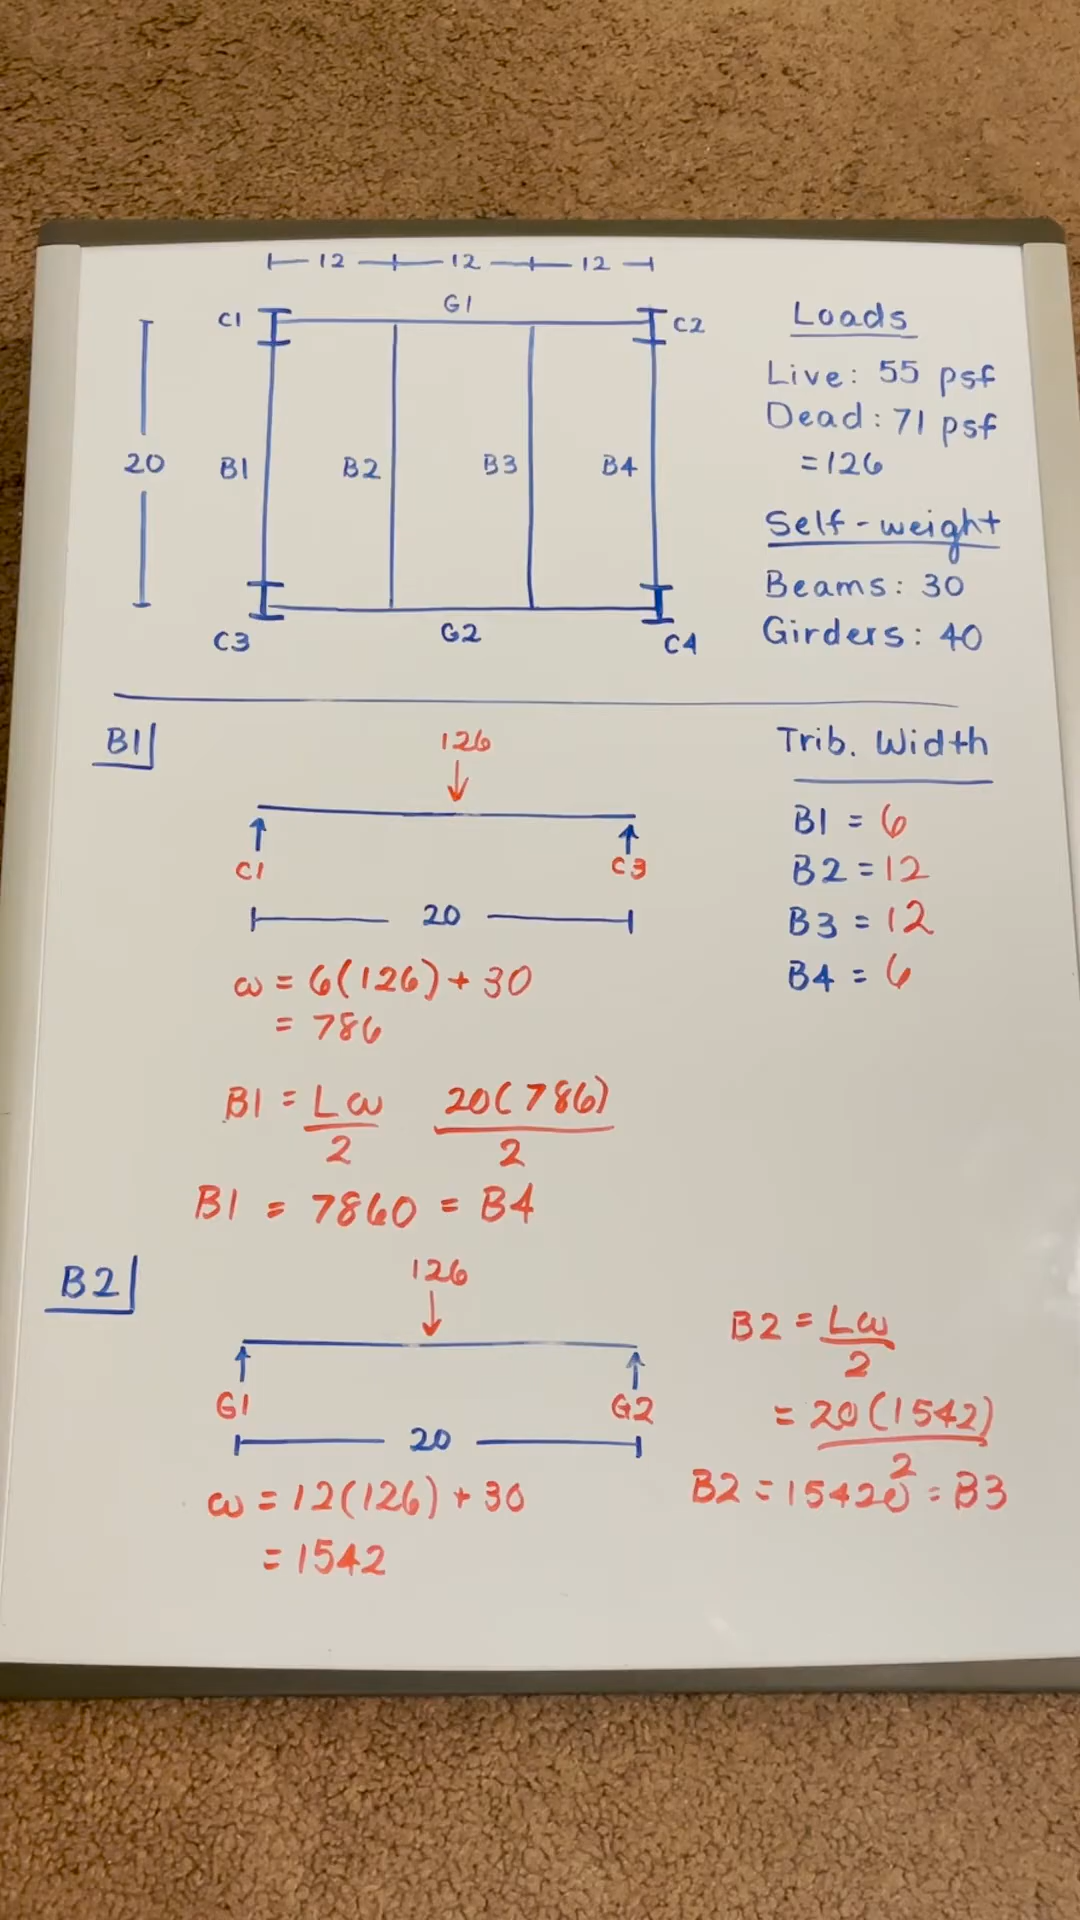 12 12 12
G1
C1
C2
20
B1
B2
B3
B4
C3
G2
C4
Loads
Live: 55 psf
Dead: 71 psf
= 126
Self-weight
Beams: 30
Girders: 40
B1
126
C1
C3
20
ω = 6(126) + 30
= 786
B1 = Lω/2 20(786)/2
B1 = 7860 = B4
Trib. Width
B1 = 6
B2 = 12
B3 = 12
B4 = 6
B2
126
G1
G2
20
ω = 12(126) + 30
= 1542
B2 = Lω/2
= 20(1542)/2
B2 = 15420 = B3